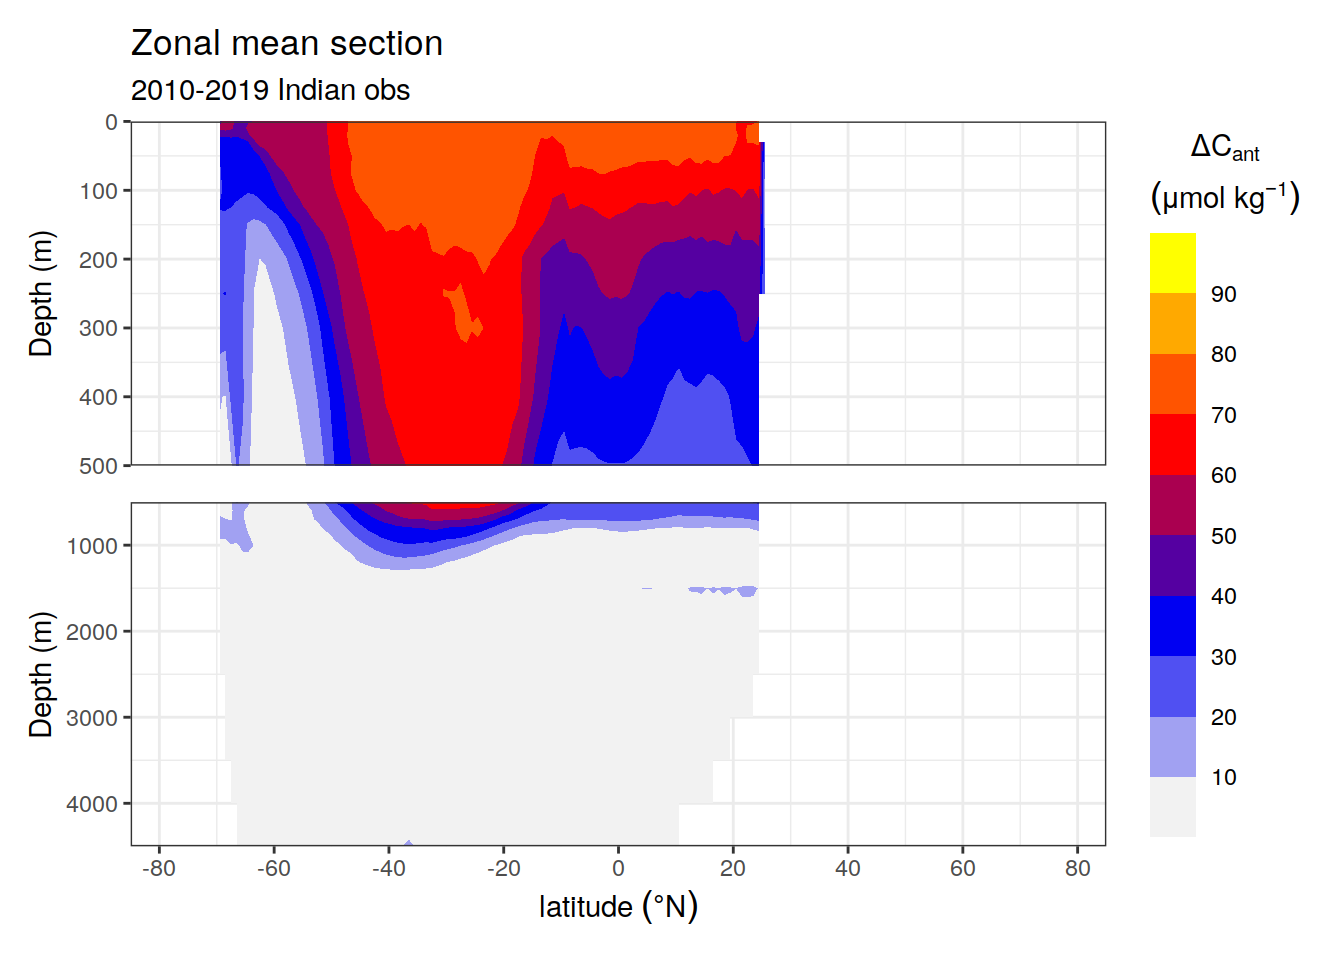 Zonal mean section
2010-2019 Indian obs
ΔCant
(μmol kg⁻¹)
Depth (m)
0
100
200
300
400
500
90
80
70
60
50
40
30
20
10
Depth (m)
1000
2000
3000
4000
-80 -60 -40 -20 0 20 40 60 80
latitude (°N)